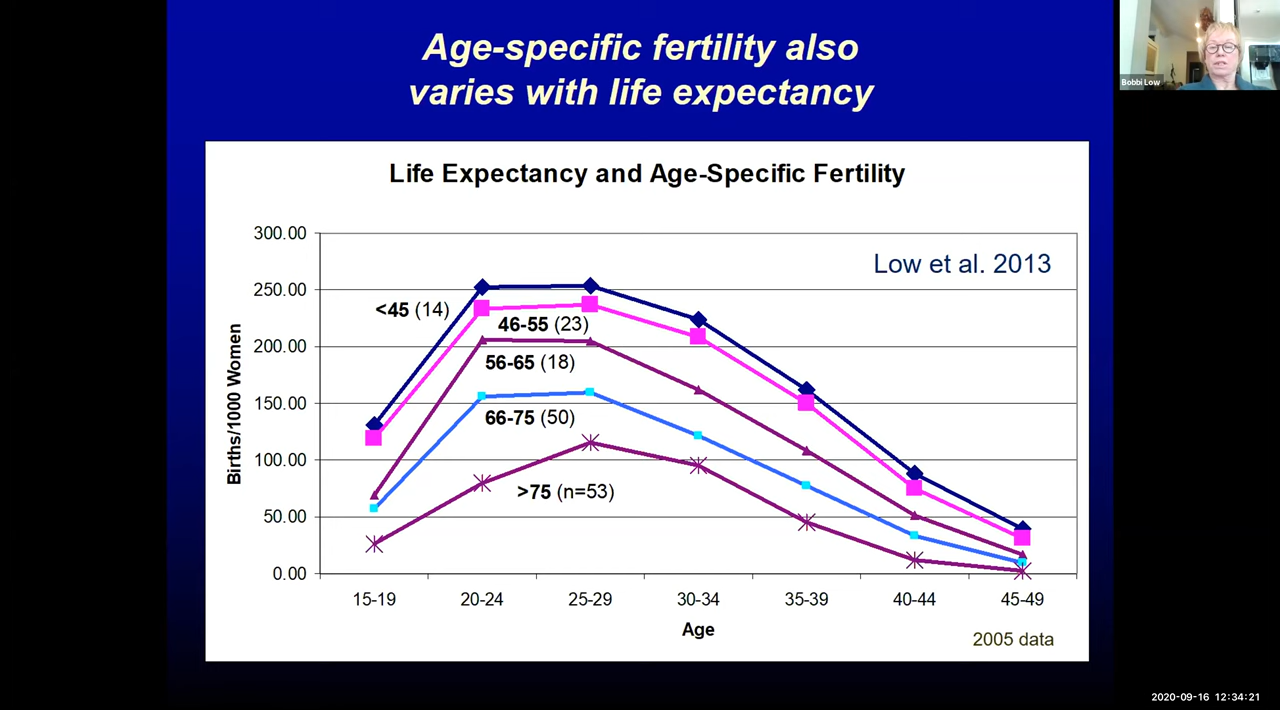 Age-specific fertility also
varies with life expectancy
Bobbi Low
Life Expectancy and Age-Specific Fertility
Low et al. 2013
Births/1000 Women
300.00
250.00
200.00
150.00
100.00
50.00
0.00
<45 (14)
46-55 (23)
56-65 (18)
66-75 (50)
>75 (n=53)
15-19 20-24 25-29 30-34 35-39 40-44 45-49
Age
2005 data
2020-09-16 12:34:21